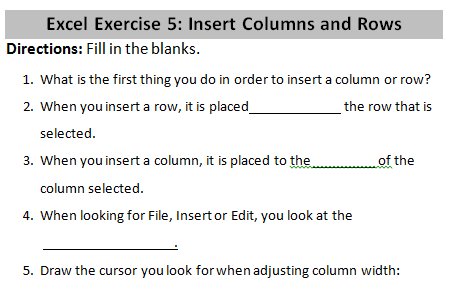 Excel Exercise 5: Insert Columns and Rows
Directions: Fill in the blanks.
1. What is the first thing you do in order to insert a column or row?
2. When you insert a row, it is placed______________ the row that is
selected.
3. When you insert a column, it is placed to the__________of the
column selected.
4. When looking for File, Insert or Edit, you look at the
____________________.
5. Draw the cursor you look for when adjusting column width: